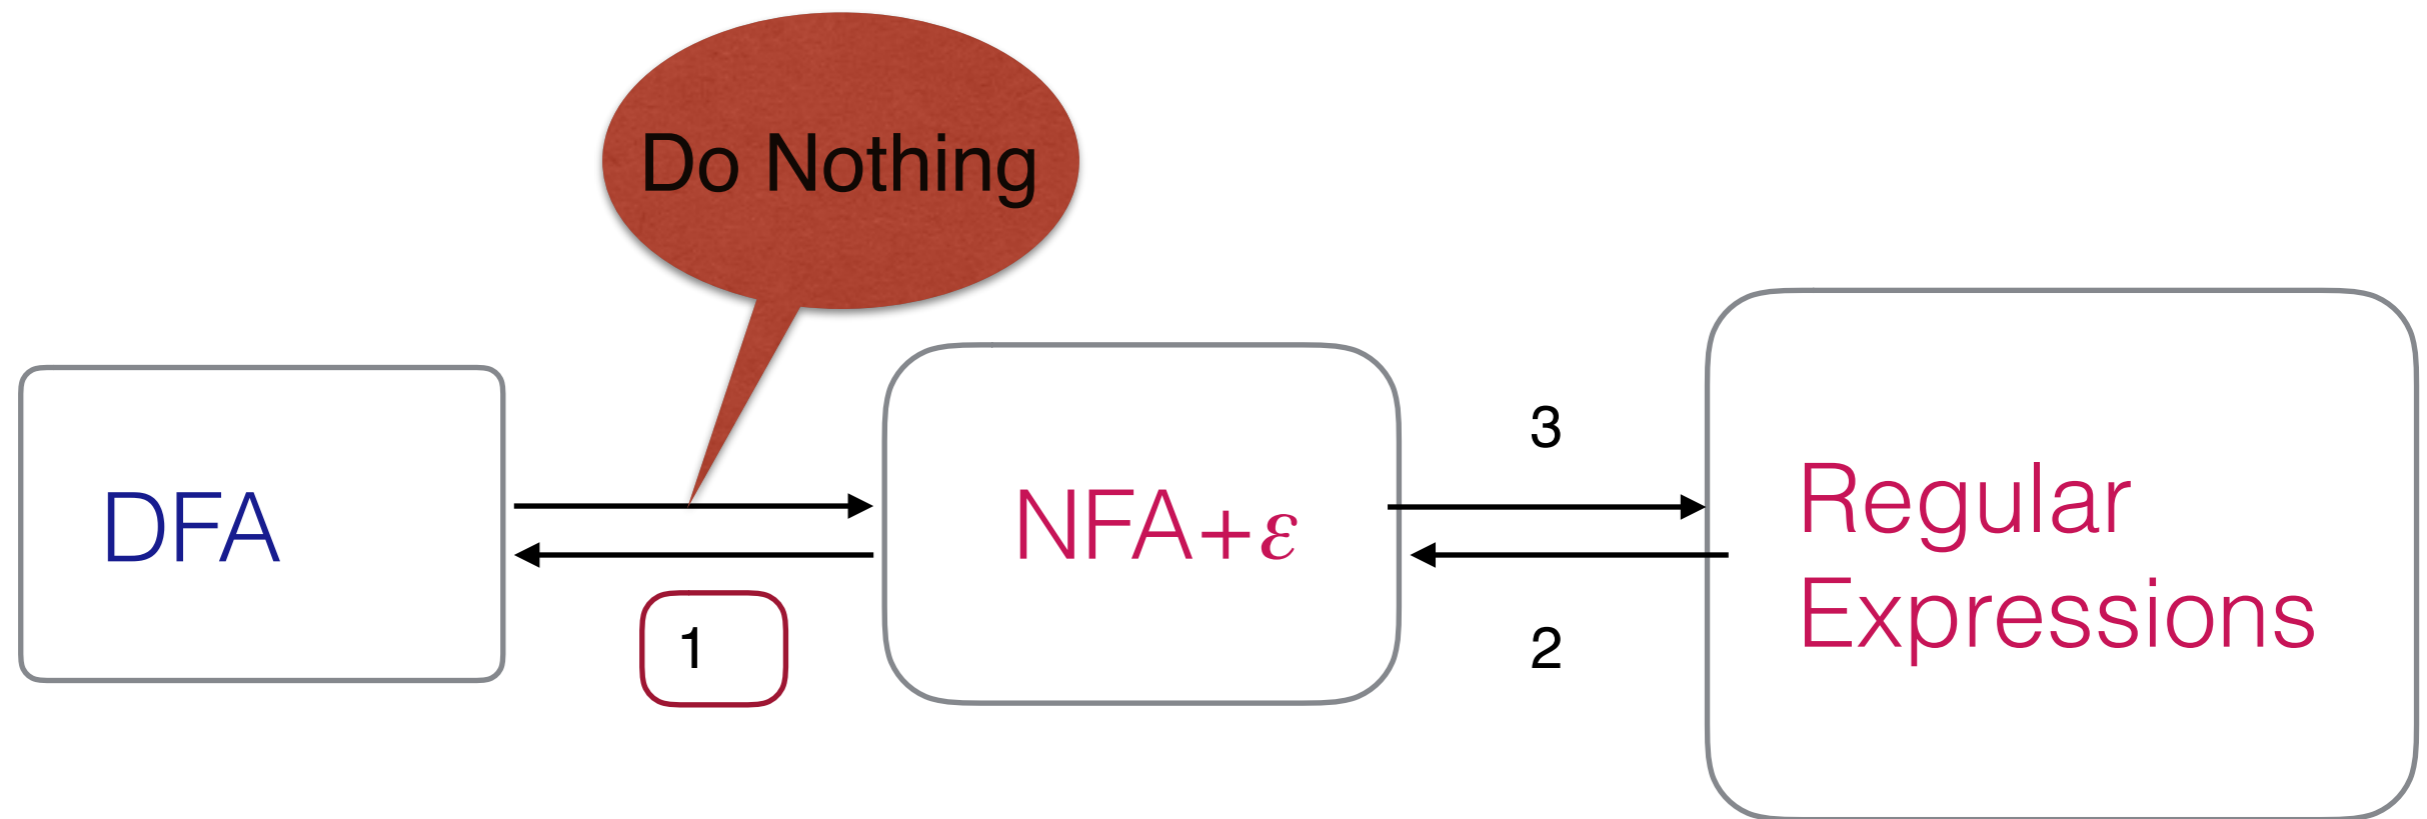 Do Nothing
DFA
NFA+ε
3
Regular
Expressions
1
2